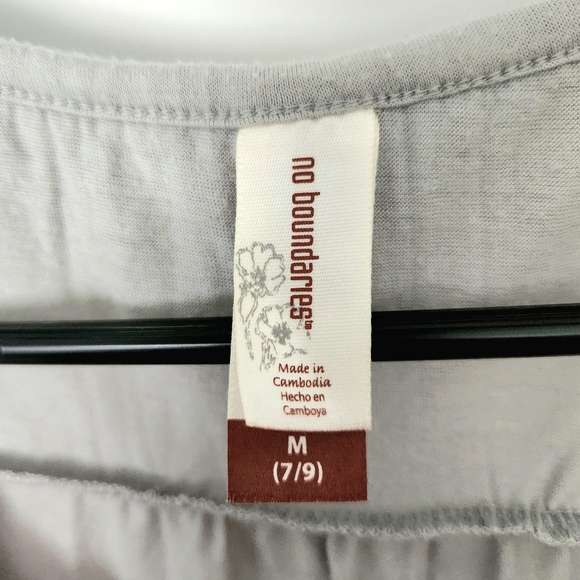 no boundaries™
Made in
Cambodia
Hecho en
Camboya
M
(7/9)